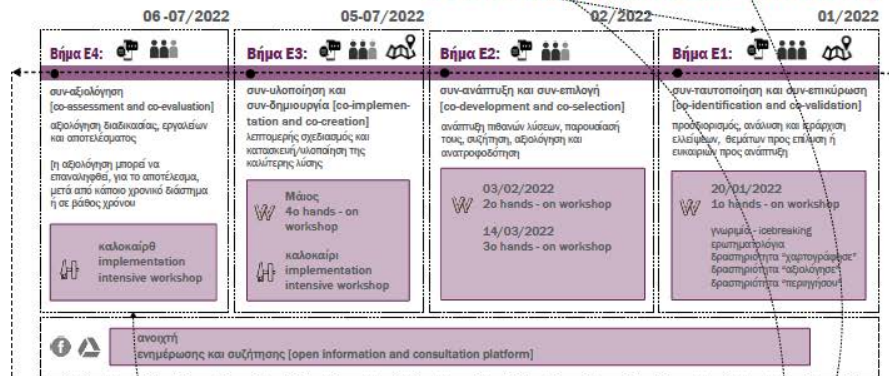 06 -07/2022
05-07/2022
02/2022
01/2022
Βήμα Ε4:
συν-αξιολόγηση
[co-assessment and co-evaluation]
αξιολόγηση διαδικασίας, εργαλείων
και αποτελέσματος
[η αξιολόγηση μπορεί να
επαναληφθεί, για το αποτέλεσμα,
μετά από κάποιο χρονικό διάστημα
ή σε βάθος χρόνου
καλοκαίρθ
implementation
intensive workshop
Βήμα Ε3:
συν-υλοποίηση και
συν-δημιουργία [co-implemen-
tation and co-creation]
λεπτομερής σχεδιασμός και
κατασκευή/υλοποίηση της
καλύτερης λύσης
Μάιος
4ο hands - on
workshop
καλοκαίρι
implementation
intensive workshop
Βήμα Ε2:
συν-ανάπτυξη και συν-επιλογή
[co-development and co-selection]
ανάπτυξη πιθανών λύσεων, παρουσίασή
τους, συζήτηση, αξιολόγηση και
ανατροφοδότηση
03/02/2022
2ο hands - on workshop
14/03/2022
3ο hands - on workshop
Βήμα Ε1:
συν-ταυτοποίηση και συν-επικύρωση
[co-identification and co-validation]
προσδιορισμός, ανάλυση και ιεράρχιση
ελλείψεων, θεμάτων προς επίλυση ή
ευκαιριών προς ανάπτυξη
20/01/2022
1ο hands - on workshop
γνωριμία - icebreaking
ερωτηματολόγια
δραστηριότητα "χαρτογράφησε"
δραστηριότητα "αξιολόγησε"
δραστηριότητα "περιηγήσου"
ανοιχτή
ενημέρωσης και συζήτησης [open information and consultation platform]